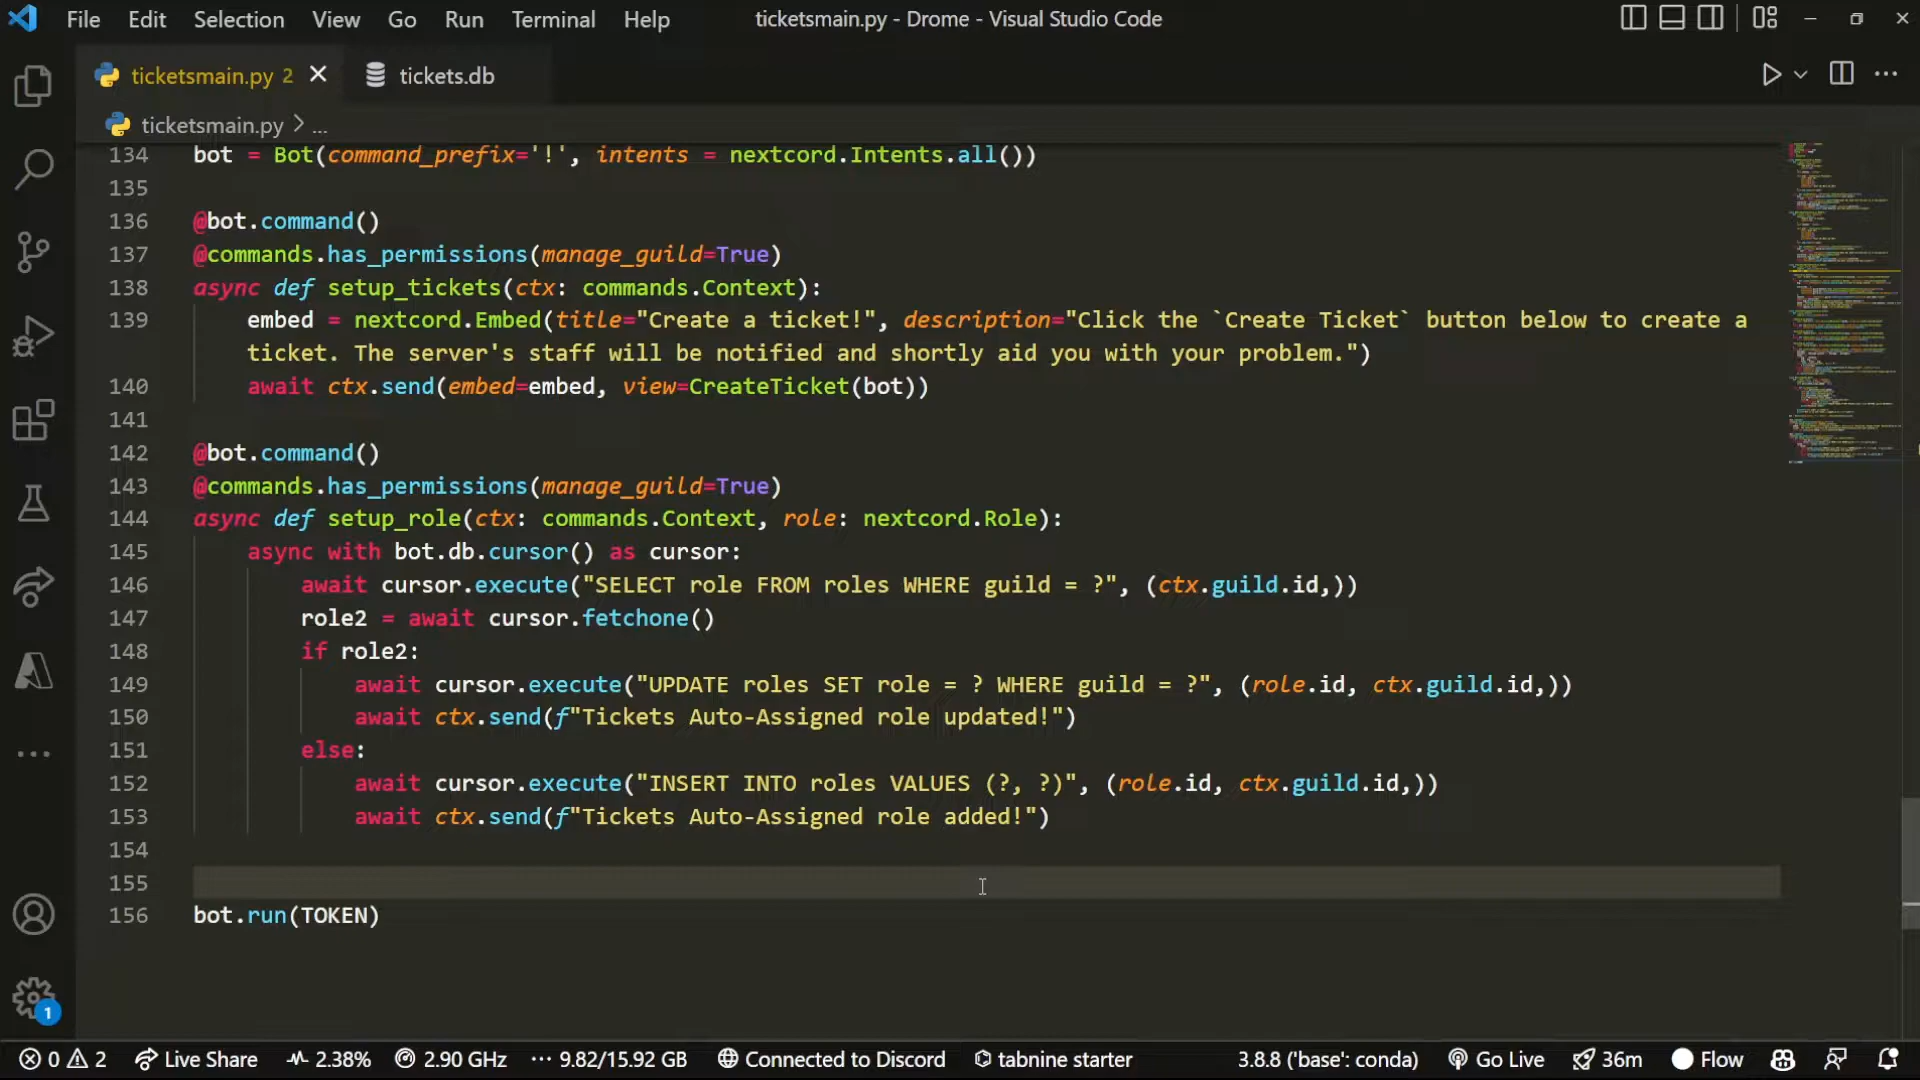 File Edit Selection View Go Run Terminal Help ticketsmain.py - Drome - Visual Studio Code
ticketsmain.py 2 tickets.db
ticketsmain.py > ...
134 bot = Bot(command_prefix='!', intents = nextcord.Intents.all())
135
136 @bot.command()
137 @commands.has_permissions(manage_guild=True)
138 async def setup_tickets(ctx: commands.Context):
139 embed = nextcord.Embed(title="Create a ticket!", description="Click the `Create Ticket` button below to create a
ticket. The server's staff will be notified and shortly aid you with your problem.")
140 await ctx.send(embed=embed, view=CreateTicket(bot))
141
142 @bot.command()
143 @commands.has_permissions(manage_guild=True)
144 async def setup_role(ctx: commands.Context, role: nextcord.Role):
145 async with bot.db.cursor() as cursor:
146 await cursor.execute("SELECT role FROM roles WHERE guild = ?", (ctx.guild.id,))
147 role2 = await cursor.fetchone()
148 if role2:
149 await cursor.execute("UPDATE roles SET role = ? WHERE guild = ?", (role.id, ctx.guild.id,))
150 await ctx.send(f"Tickets Auto-Assigned role updated!")
151 else:
152 await cursor.execute("INSERT INTO roles VALUES (?, ?)", (role.id, ctx.guild.id,))
153 await ctx.send(f"Tickets Auto-Assigned role added!")
154
155
156 bot.run(TOKEN)
1
0 2 Live Share 2.38% 2.90 GHz 9.82/15.92 GB Connected to Discord tabnine starter 3.8.8 ('base': conda) Go Live 36m Flow